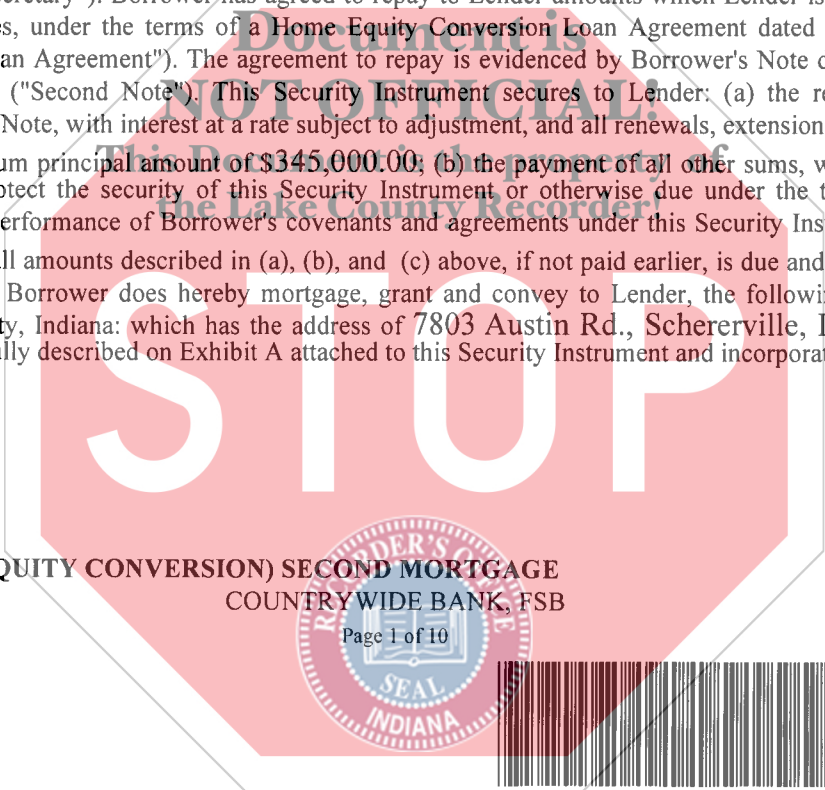 cretary"). Borrower has agreed to repay to Lender amounts which Lender is
es, under the terms of a Home Equity Conversion Loan Agreement dated
an Agreement"). The agreement to repay is evidenced by Borrower's Note
("Second Note"). This Security Instrument secures to Lender: (a) the re
Note, with interest at a rate subject to adjustment, and all renewals, extension
um principal amount of $345,000.00; (b) the payment of all other sums, w
otect the security of this Security Instrument or otherwise due under the t
erformance of Borrower's covenants and agreements under this Security Ins
ll amounts described in (a), (b), and (c) above, if not paid earlier, is due and
Borrower does hereby mortgage, grant and convey to Lender, the followi
ty, Indiana: which has the address of 7803 Austin Rd., Schererville, I
lly described on Exhibit A attached to this Security Instrument and incorporat
Document is
NOT OFFICIAL!
This Document is the property of
the Lake County Recorder!
STOP
QUITY CONVERSION) SECOND MORTGAGE
COUNTRYWIDE BANK, FSB
Page 1 of 10
RECORDER'S OFFICE
SEAL
INDIANA